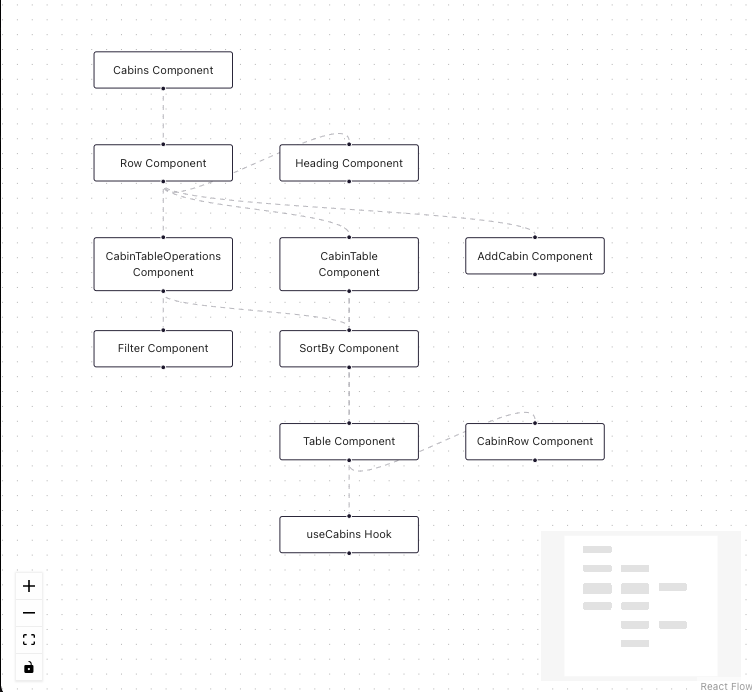 Cabins Component
Row Component
Heading Component
CabinTableOperations
Component
CabinTable
Component
AddCabin Component
Filter Component
SortBy Component
Table Component
CabinRow Component
useCabins Hook
React Flow